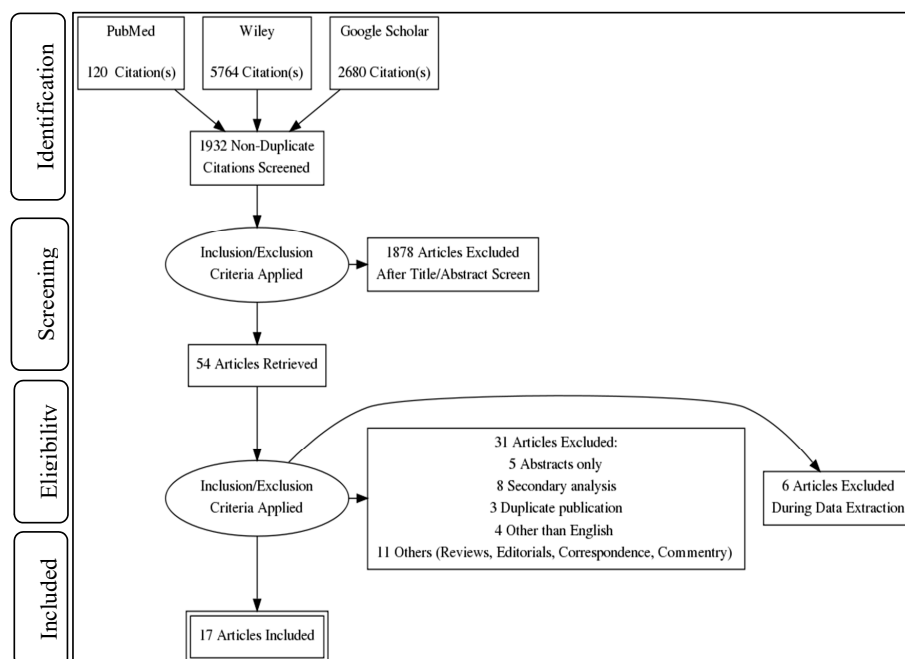 Identification
PubMed
120 Citation(s)
Wiley
5764 Citation(s)
Google Scholar
2680 Citation(s)
1932 Non-Duplicate
Citations Screened
Screening
Inclusion/Exclusion
Criteria Applied
1878 Articles Excluded
After Title/Abstract Screen
54 Articles Retrieved
Eligibility
Inclusion/Exclusion
Criteria Applied
31 Articles Excluded:
5 Abstracts only
8 Secondary analysis
3 Duplicate publication
4 Other than English
11 Others (Reviews, Editorials, Correspondence, Commentry)
6 Articles Excluded
During Data Extraction
Included
17 Articles Included